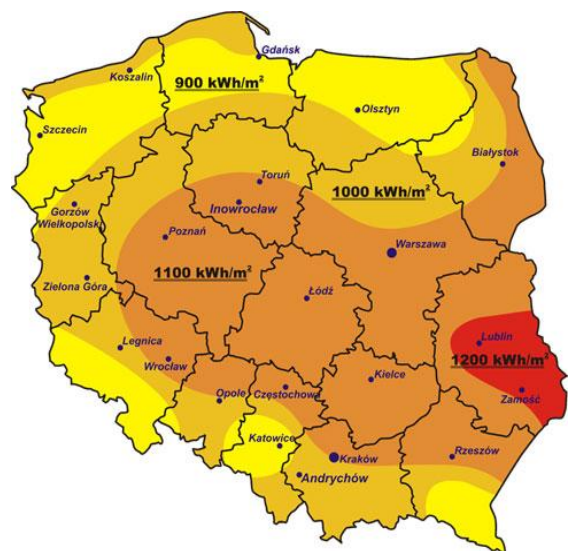 Gdańsk
Koszalin
900 kWh/m²
Olsztyn
Szczecin
Białystok
Toruń
1000 kWh/m²
Gorzów
Wielkopolski
Inowrocław
Poznań
Warszawa
1100 kWh/m²
Zielona Góra
Łódź
Legnica
Lublin
Wrocław
1200 kWh/m²
Kielce
Opole
Częstochowa
Zamość
Katowice
Kraków
Rzeszów
Andrychów